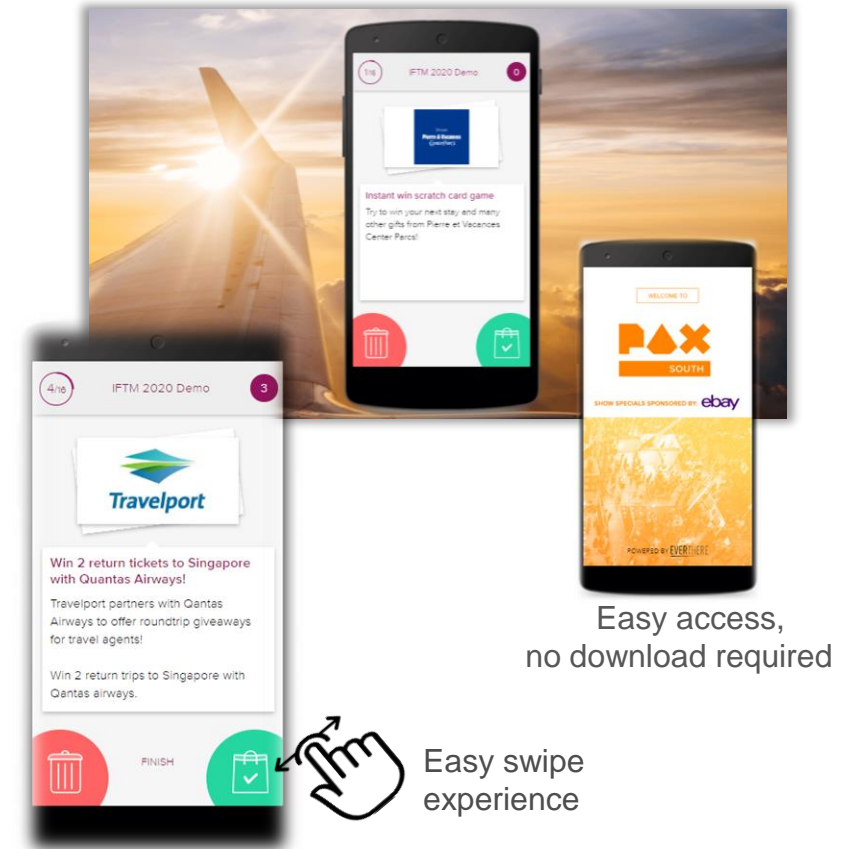 1/16
IFTM 2020 Demo
0
Pierre & Vacances
Instant win scratch card game
Try to win your next stay and many
other gifts from Pierre et Vacances
Center Parcs!
WELCOME TO
PAX
SOUTH
SHOW SPECIALS SPONSORED BY: ebay
POWERED BY EVERTHERE
Easy access,
no download required
4/16
IFTM 2020 Demo
3
Travelport
Win 2 return tickets to Singapore
with Quantas Airways!
Travelport partners with Qantas
Airways to offer roundtrip giveaways
for travel agents!
Win 2 return trips to Singapore with
Qantas airways.
FINISH
Easy swipe
experience